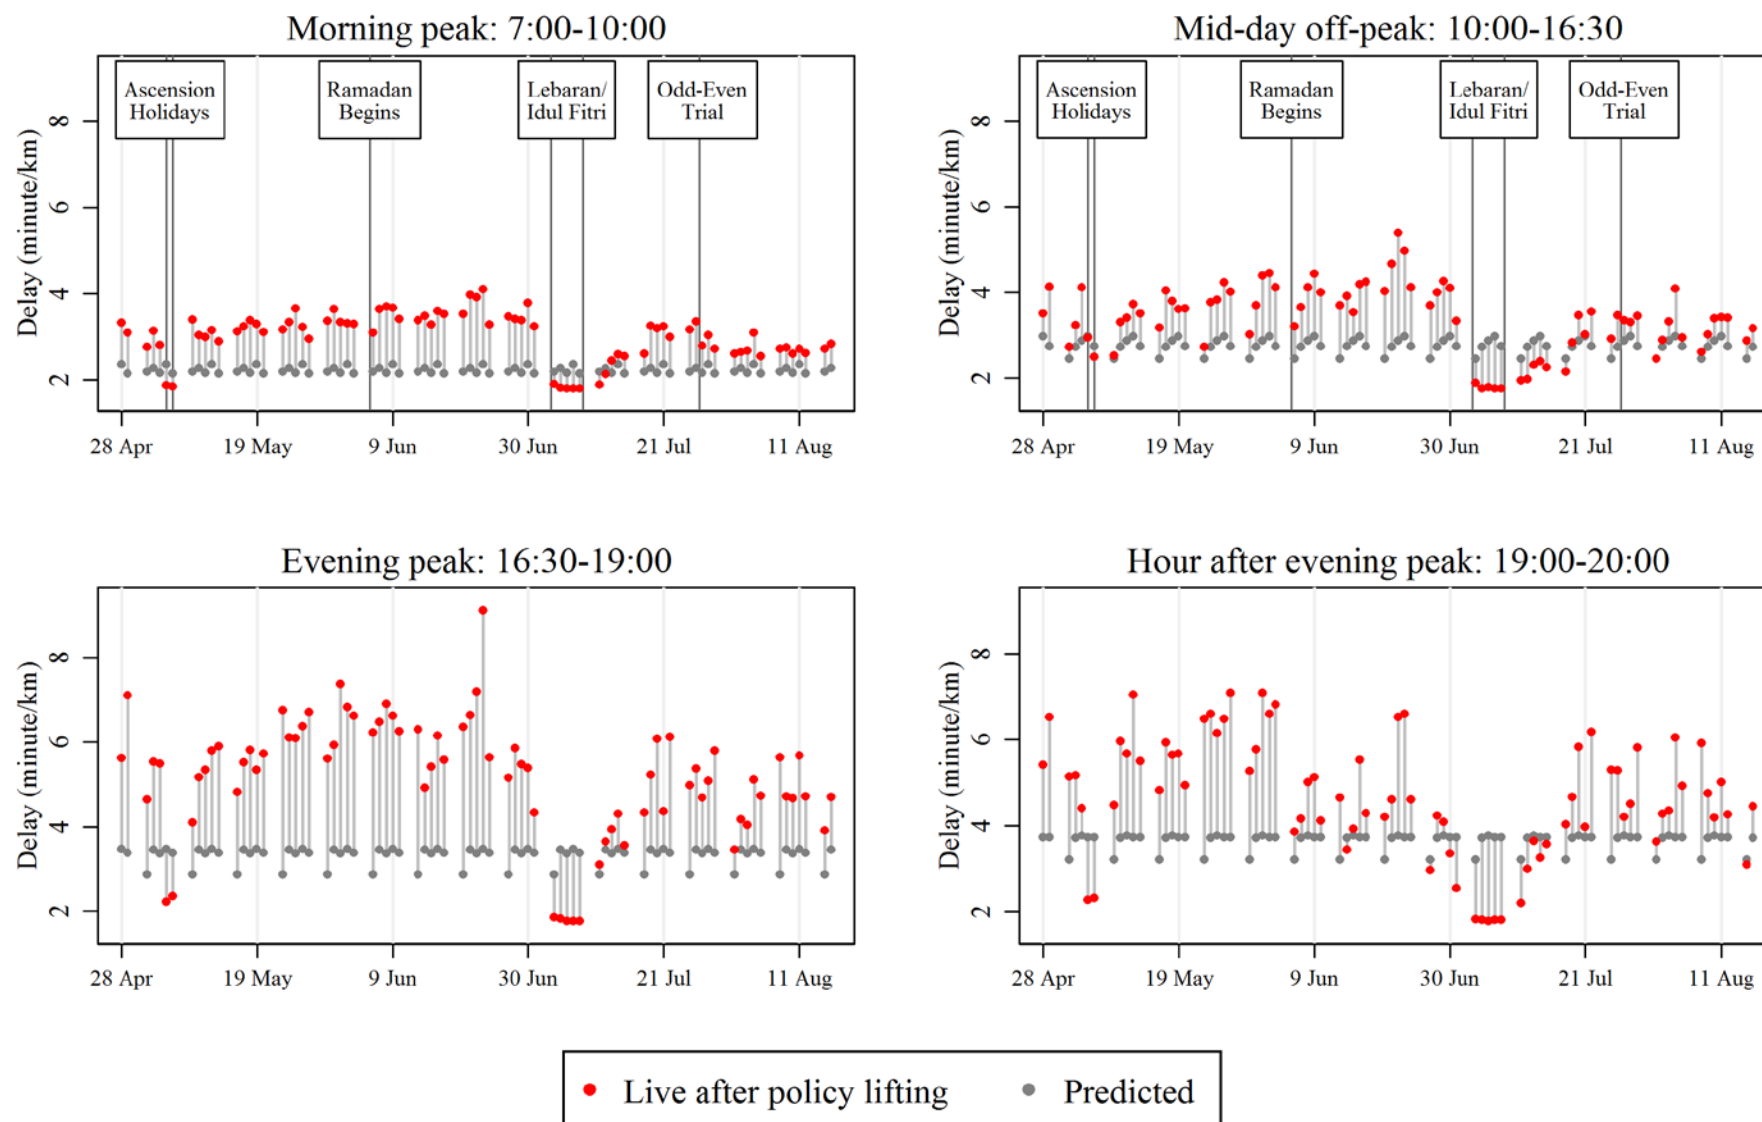 Morning peak: 7:00-10:00
Delay (minute/km)
8
6
4
2
Ascension
Holidays
Ramadan
Begins
Lebaran/
Idul Fitri
Odd-Even
Trial
28 Apr 19 May 9 Jun 30 Jun 21 Jul 11 Aug
Mid-day off-peak: 10:00-16:30
Delay (minute/km)
8
6
4
2
Ascension
Holidays
Ramadan
Begins
Lebaran/
Idul Fitri
Odd-Even
Trial
28 Apr 19 May 9 Jun 30 Jun 21 Jul 11 Aug
Evening peak: 16:30-19:00
Delay (minute/km)
8
6
4
2
28 Apr 19 May 9 Jun 30 Jun 21 Jul 11 Aug
Hour after evening peak: 19:00-20:00
Delay (minute/km)
8
6
4
2
28 Apr 19 May 9 Jun 30 Jun 21 Jul 11 Aug
Live after policy lifting Predicted